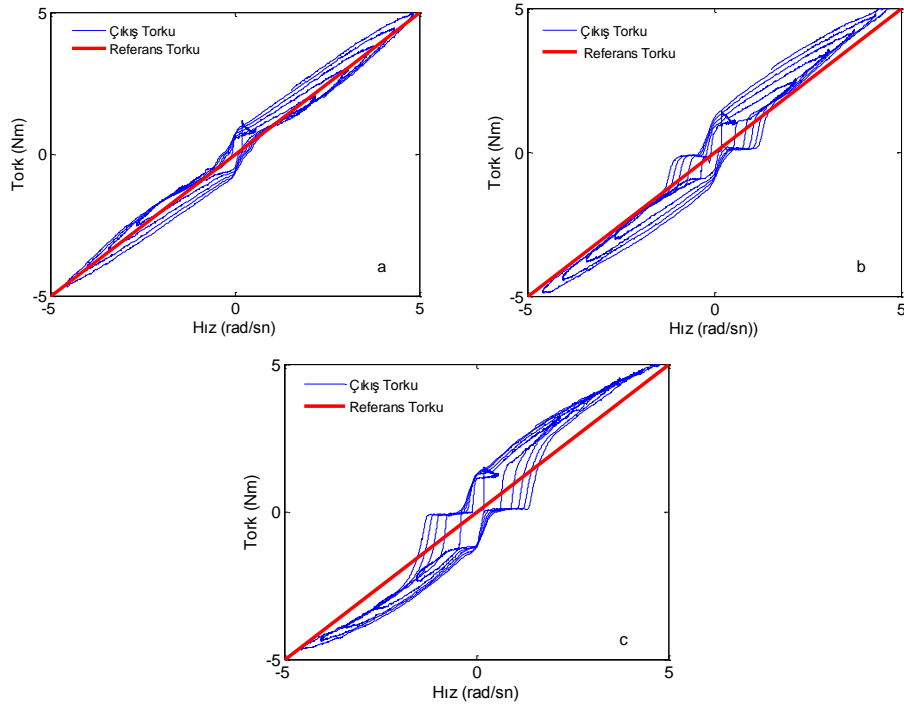 5
Çıkış Torku
Referans Torku
Tork (Nm)
0
a
-5
-5
0
5
Hız (rad/sn)
5
Çıkış Torku
Referans Torku
Tork (Nm)
0
b
-5
-5
0
5
Hız (rad/sn))
5
Çıkış Torku
Referans Torku
Tork (Nm)
0
c
-5
-5
0
5
Hız (rad/sn)